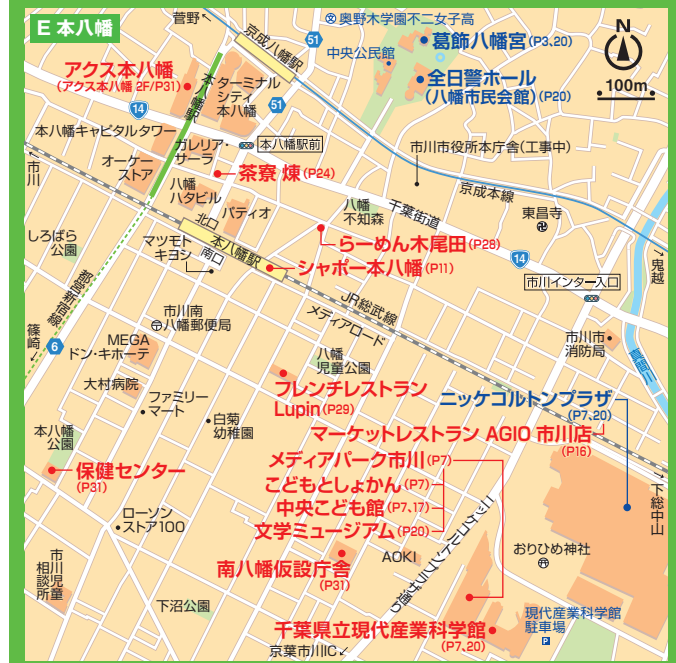 E 本八幡
菅野
京成八幡駅
51
奥野木学園不二女子高
中央公民館
葛飾八幡宮(P3、20)
全日警ホール
(八幡市民会館)(P20)
N
100m
アクス本八幡
(アクス本八幡 2F/P31)
本八幡駅
ターミナル
シティ
本八幡
51
14
本八幡キャピタルタワー
ガレリア・
サーラ
本八幡駅前
市川市役所本庁舎(工事中)
市川
オーケー
ストア
茶寮 煉(P24)
京成本線
八幡
ハタビル
パティオ
八幡
不知森
千葉街道
東昌寺
しろばら
公園
マツモト
キヨシ
北口
本八幡駅
南口
らーめん木尾田(P28)
シャポー本八幡(P11)
14
鬼越
市川インター入口
都営新宿線
JR総武線
メディアロード
市川南
八幡郵便局
篠崎
6
MEGA
ドン・キホーテ
八幡
児童公園
市川市
消防局
真間川
大村病院
ファミリー
マート
フレンチレストラン
Lupin(P29)
ニッケコルトンプラザ
(P7、20)
白菊
幼稚園
本八幡
公園
マーケットレストラン AGIO 市川店
(P16)
保健センター
(P31)
メディアパーク市川(P7)
こどもとしょかん(P7)
中央こども館(P7、17)
文学ミュージアム(P20)
下総中山
ローソン
ストア100
ニッケコルトンプラザ通り
おりひめ神社
市川児童
相談所
南八幡仮設庁舎
(P31)
AOKI
下沼公園
現代産業科学館
駐車場
P
千葉県立現代産業科学館
(P7、20)
京葉市川IC